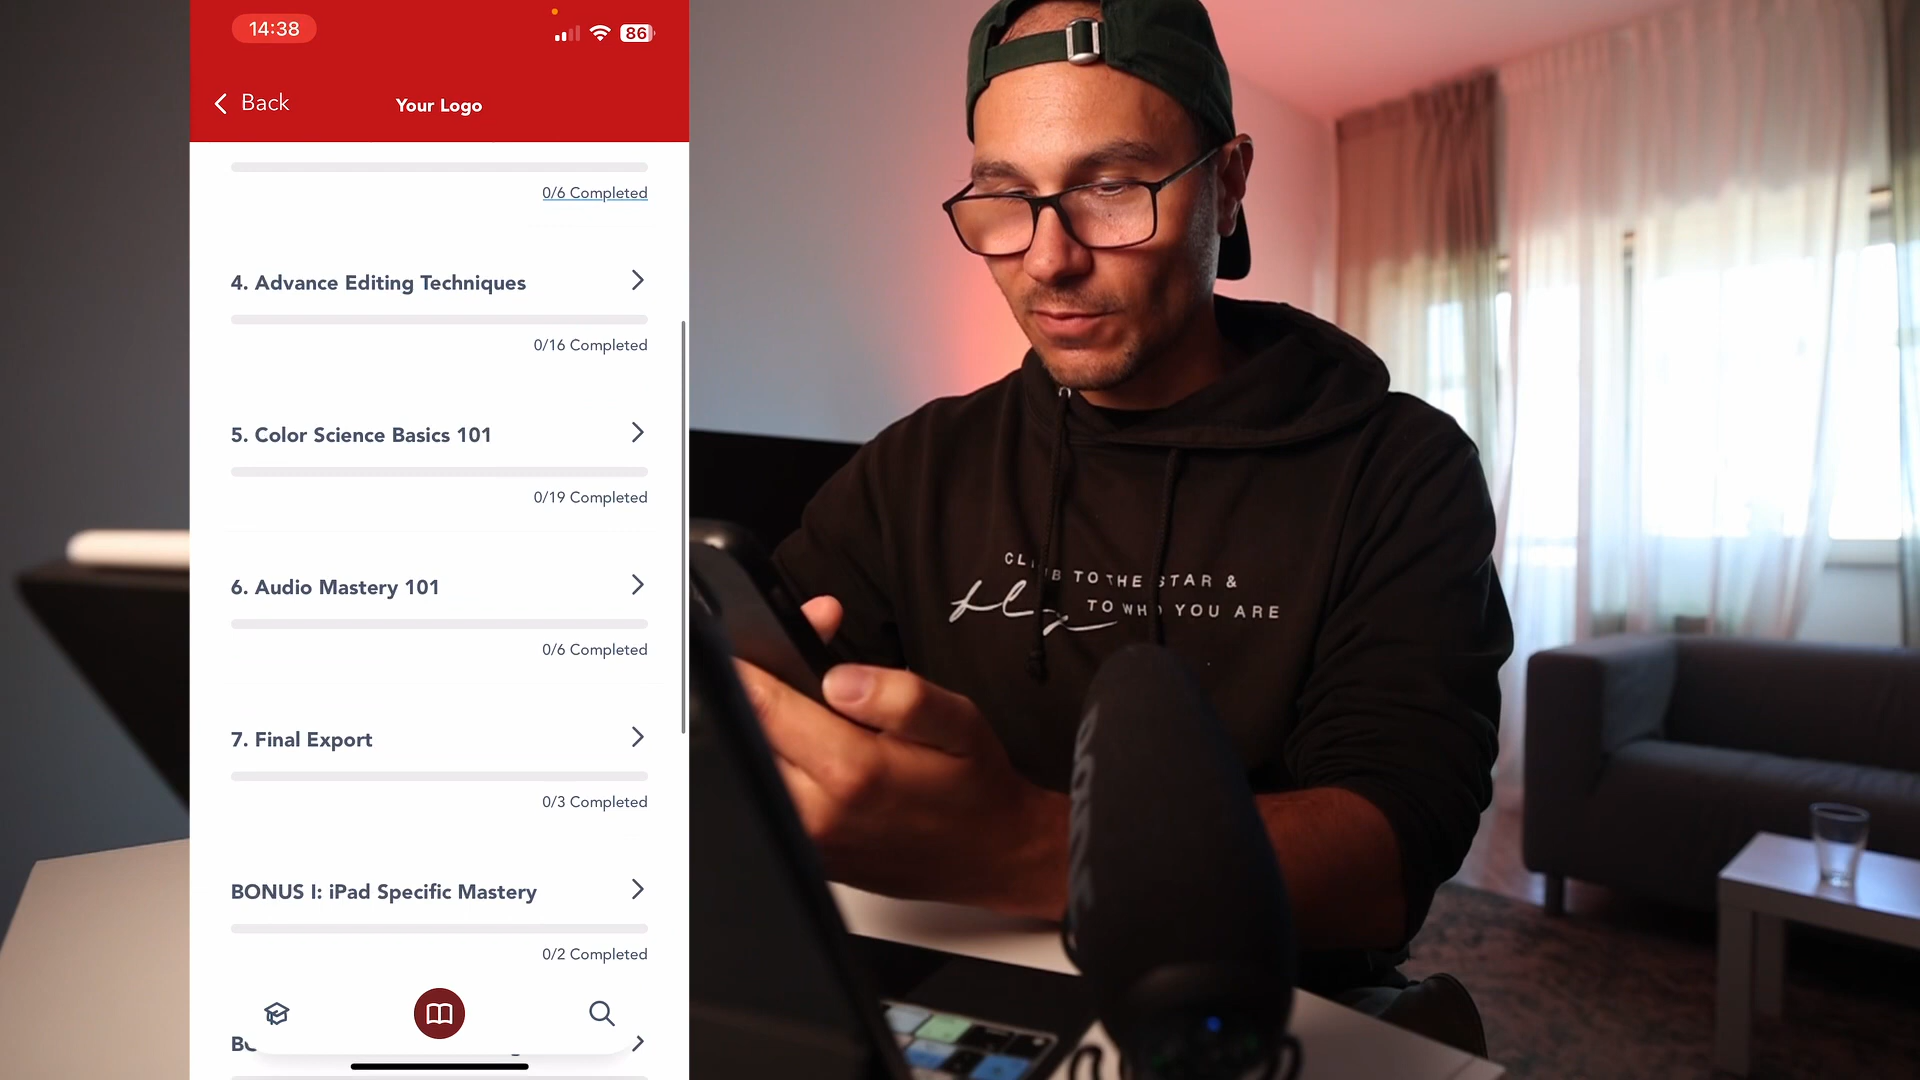 14:38
86
Back
Your Logo
0/6 Completed
4. Advance Editing Techniques
0/16 Completed
5. Color Science Basics 101
0/19 Completed
6. Audio Mastery 101
0/6 Completed
7. Final Export
0/3 Completed
BONUS I: iPad Specific Mastery
0/2 Completed
TO THE STAR &
TO WHO YOU ARE